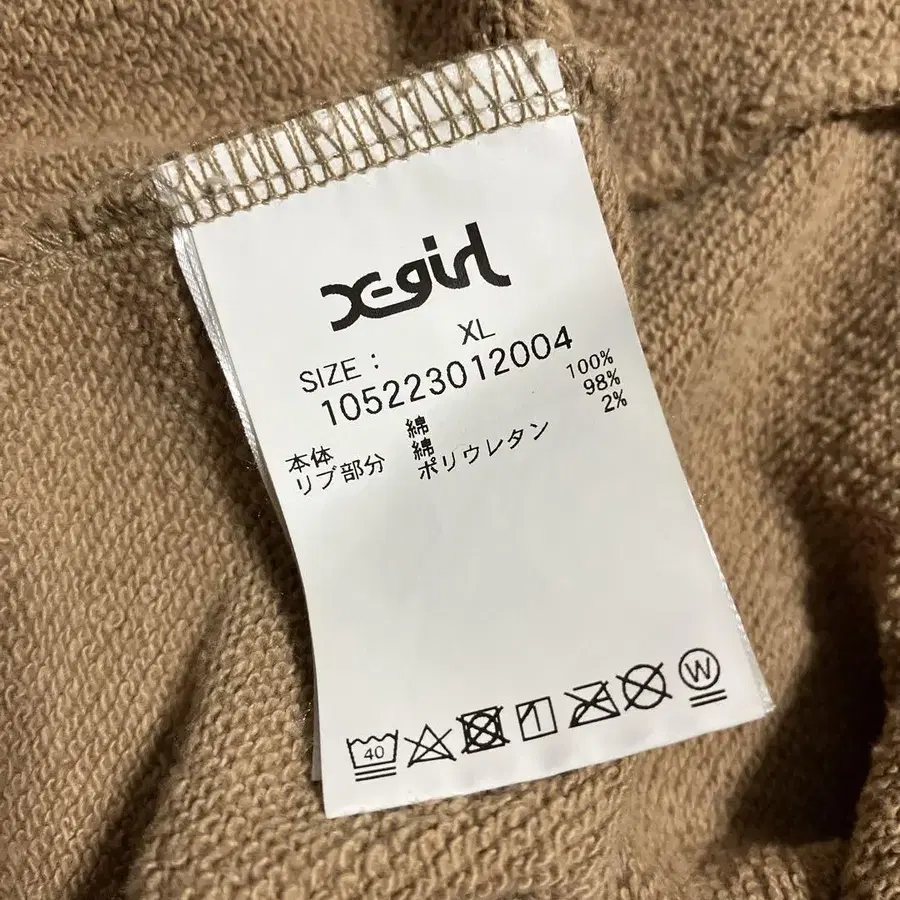 X-girl
SIZE : XL
105223012004
本体 綿 100%
リブ部分 綿 98%
ポリウレタン 2%
40 W